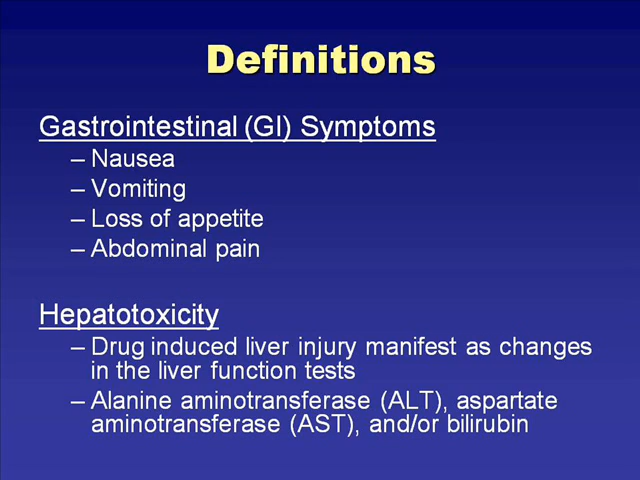 Definitions
Gastrointestinal (GI) Symptoms
– Nausea
– Vomiting
– Loss of appetite
– Abdominal pain
Hepatotoxicity
– Drug induced liver injury manifest as changes
in the liver function tests
– Alanine aminotransferase (ALT), aspartate
aminotransferase (AST), and/or bilirubin